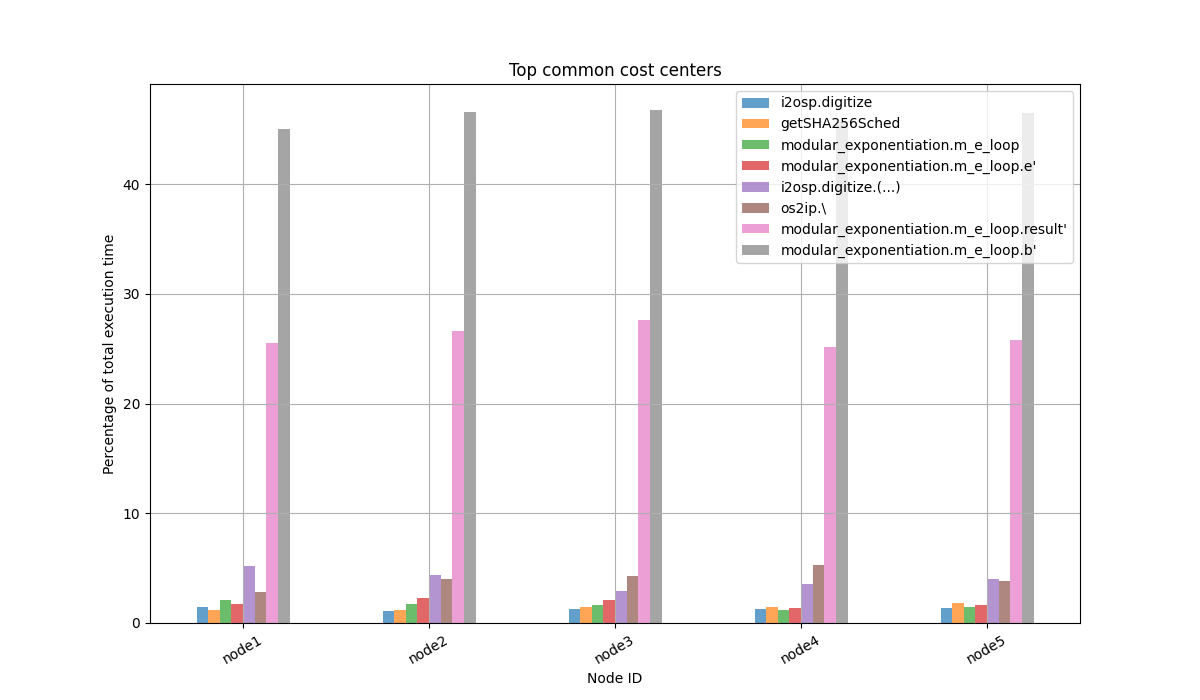 Top common cost centers
i2osp.digitize
getSHA256Sched
modular_exponentiation.m_e_loop
modular_exponentiation.m_e_loop.e'
i2osp.digitize.(...)
os2ip.\
modular_exponentiation.m_e_loop.result'
modular_exponentiation.m_e_loop.b'
Percentage of total execution time
40
30
20
10
0
node1
node2
node3
node4
node5
Node ID